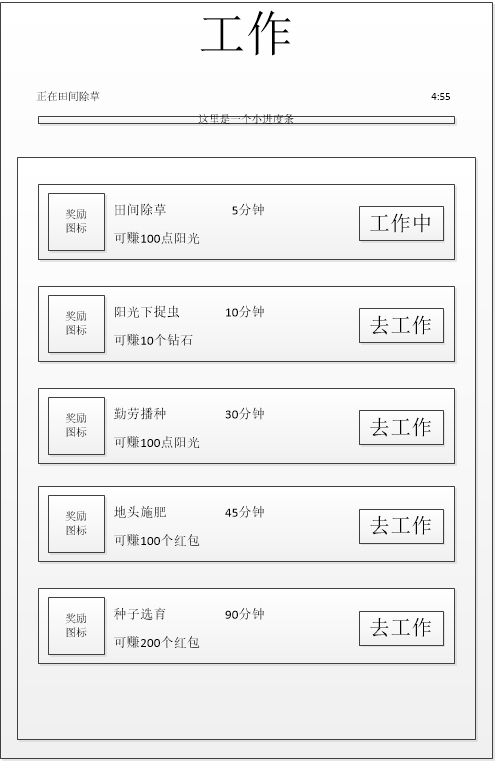 工作
正在田间除草 4:55
这里是一个小进度条
奖励
图标
田间除草 5分钟
可赚100点阳光
工作中
奖励
图标
阳光下捉虫 10分钟
可赚10个钻石
去工作
奖励
图标
勤劳播种 30分钟
可赚100点阳光
去工作
奖励
图标
地头施肥 45分钟
可赚100个红包
去工作
奖励
图标
种子选育 90分钟
可赚200个红包
去工作